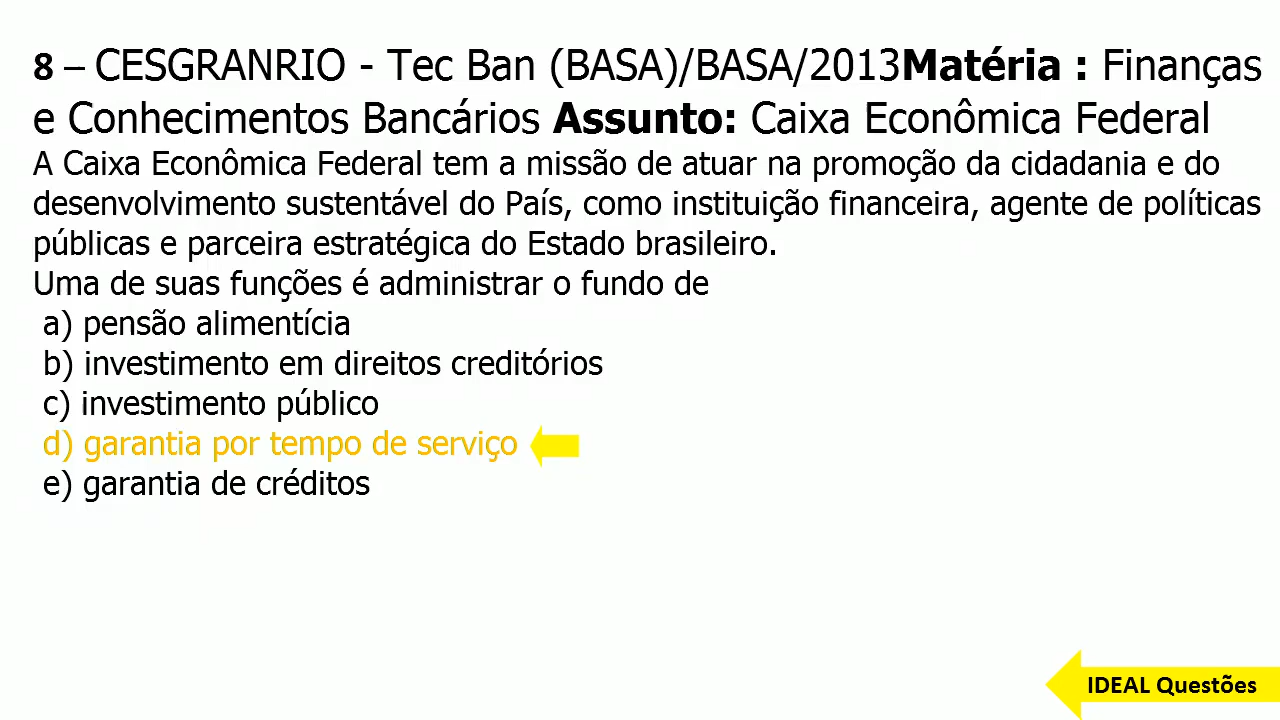 8 – CESGRANRIO - Tec Ban (BASA)/BASA/2013Matéria : Finanças
e Conhecimentos Bancários Assunto: Caixa Econômica Federal
A Caixa Econômica Federal tem a missão de atuar na promoção da cidadania e do
desenvolvimento sustentável do País, como instituição financeira, agente de políticas
públicas e parceira estratégica do Estado brasileiro.
Uma de suas funções é administrar o fundo de
a) pensão alimentícia
b) investimento em direitos creditórios
c) investimento público
d) garantia por tempo de serviço
e) garantia de créditos
IDEAL Questões